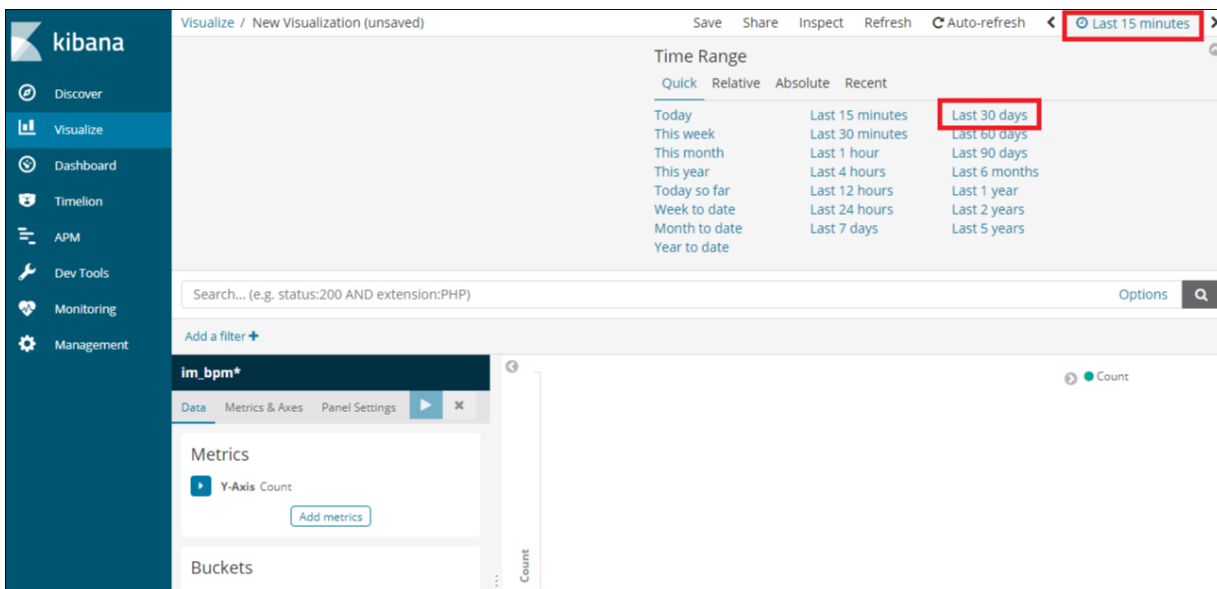 kibana
Discover
Visualize
Dashboard
Timelion
APM
Dev Tools
Monitoring
Management
Visualize / New Visualization (unsaved)
Save Share Inspect Refresh Auto-refresh Last 15 minutes
Time Range
Quick Relative Absolute Recent
Today Last 15 minutes Last 30 days
This week Last 30 minutes Last 60 days
This month Last 1 hour Last 90 days
This year Last 4 hours Last 6 months
Today so far Last 12 hours Last 1 year
Week to date Last 24 hours Last 2 years
Month to date Last 7 days Last 5 years
Year to date
Search... (e.g. status:200 AND extension:PHP) Options
Add a filter +
im_bpm*
Data Metrics & Axes Panel Settings
Metrics
Y-Axis Count
Add metrics
Buckets
Count
Count